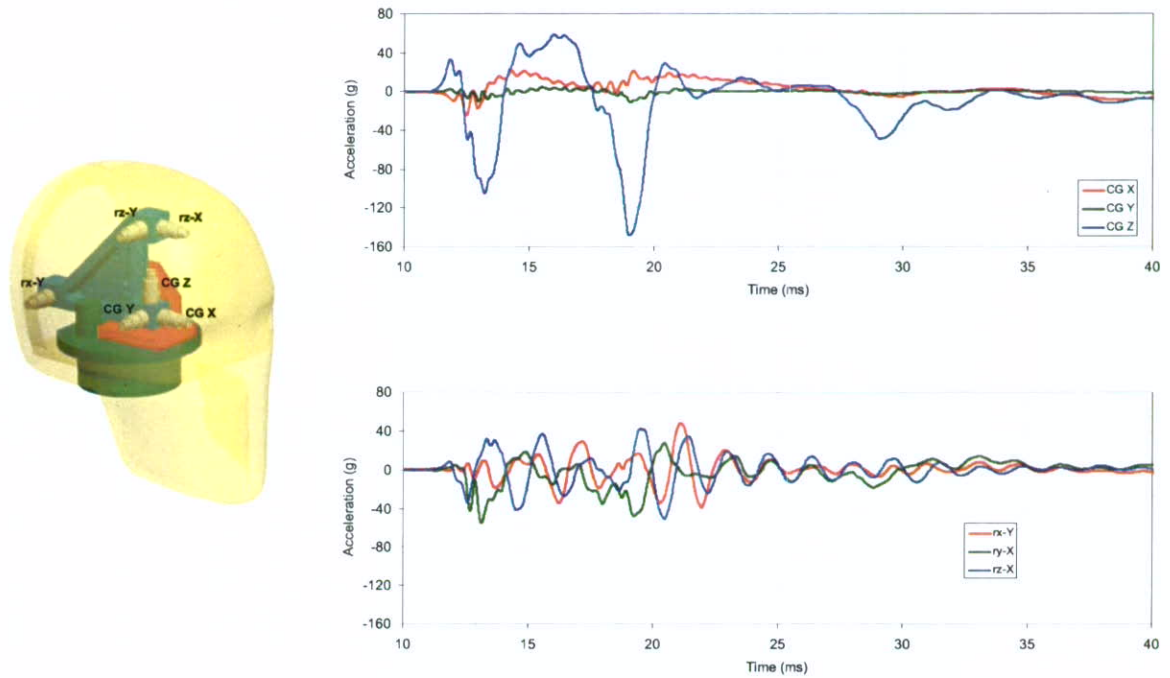 rz-Y
rz-X
rx-Y
CG Z
CG Y
CG X
80
40
0
-40
-80
-120
-160
Acceleration (g)
10
15
20
25
30
35
40
Time (ms)
CG X
CG Y
CG Z
80
40
0
-40
-80
-120
-160
Acceleration (g)
10
15
20
25
30
35
40
Time (ms)
rx-Y
ry-X
rz-X